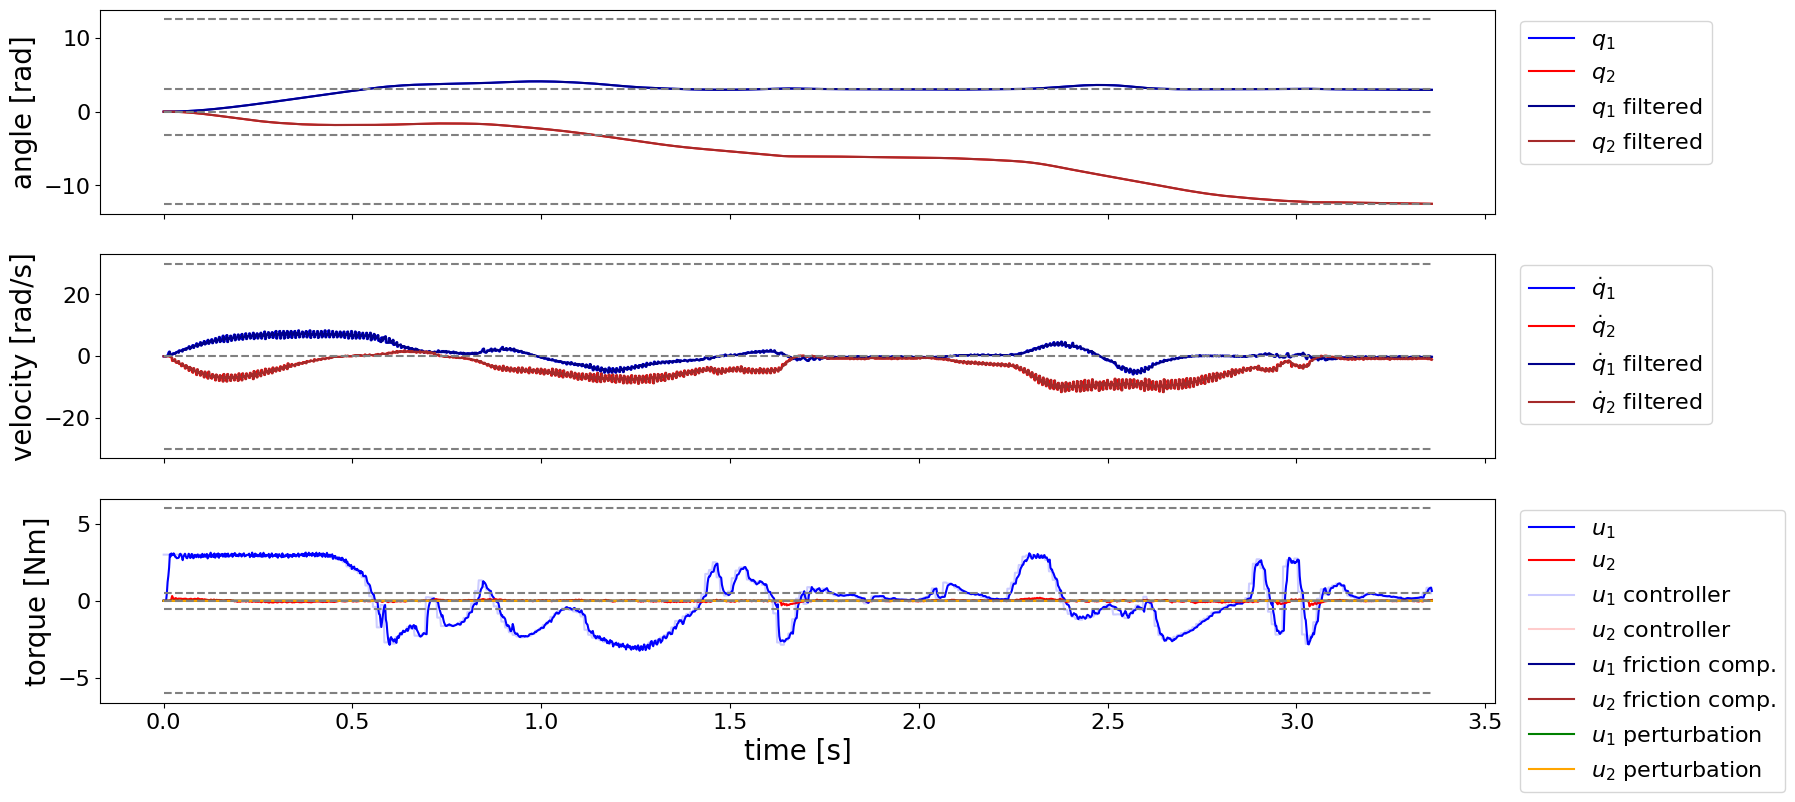 angle [rad]
10
0
−10
q₁
q₂
q₁ filtered
q₂ filtered
velocity [rad/s]
20
0
−20
q̇₁
q̇₂
q̇₁ filtered
q̇₂ filtered
torque [Nm]
5
0
−5
0.0 0.5 1.0 1.5 2.0 2.5 3.0 3.5
time [s]
u₁
u₂
u₁ controller
u₂ controller
u₁ friction comp.
u₂ friction comp.
u₁ perturbation
u₂ perturbation